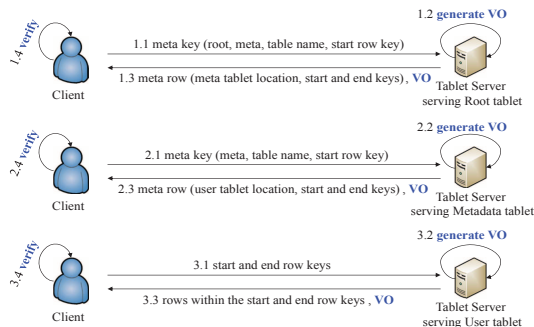 1.2 generate VO
1.4 verify
1.1 meta key (root, meta, table name, start row key)
1.3 meta row (meta tablet location, start and end keys) , VO
Client
Tablet Server
serving Root tablet
2.2 generate VO
2.4 verify
2.1 meta key (meta, table name, start row key)
2.3 meta row (user tablet location, start and end keys) , VO
Client
Tablet Server
serving Metadata tablet
3.2 generate VO
3.4 verify
3.1 start and end row keys
3.3 rows within the start and end row keys , VO
Client
Tablet Server
serving User tablet